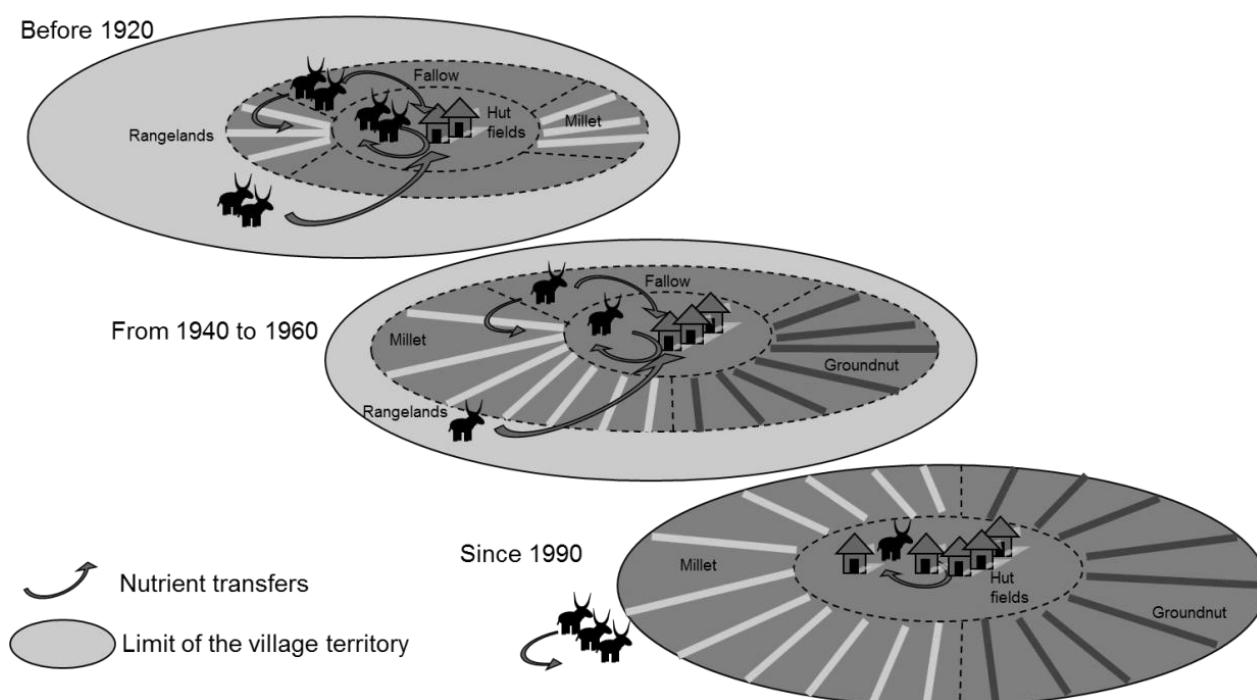 Before 1920
Fallow
Hut
fields
Millet
Rangelands
From 1940 to 1960
Fallow
Millet
Groundnut
Rangelands
Since 1990
Millet
Hut
fields
Groundnut
Nutrient transfers
Limit of the village territory